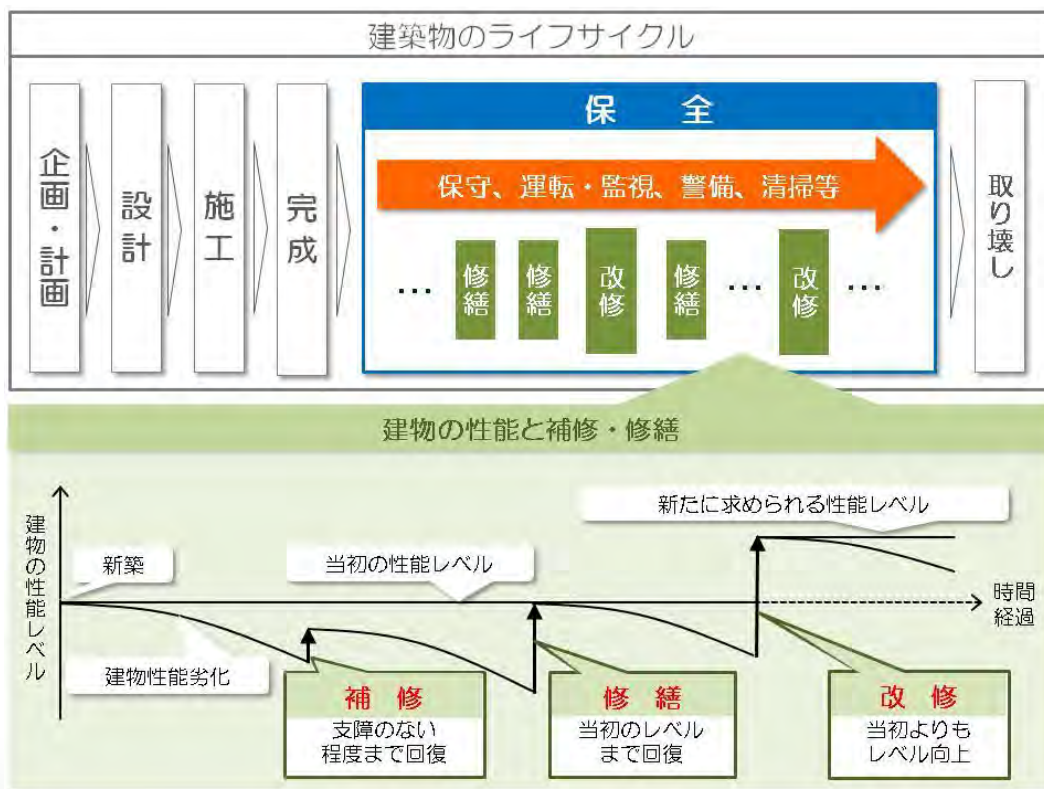 建築物のライフサイクル
企画・計画
設計
施工
完成
保 全
保守、運転・監視、警備、清掃等
…
修繕
修繕
改修
修繕
…
改修
…
取り壊し
建物の性能と補修・修繕
建物の性能レベル
新築
当初の性能レベル
新たに求められる性能レベル
時間
経過
建物性能劣化
補 修
支障のない
程度まで回復
修 繕
当初のレベル
まで回復
改 修
当初よりも
レベル向上